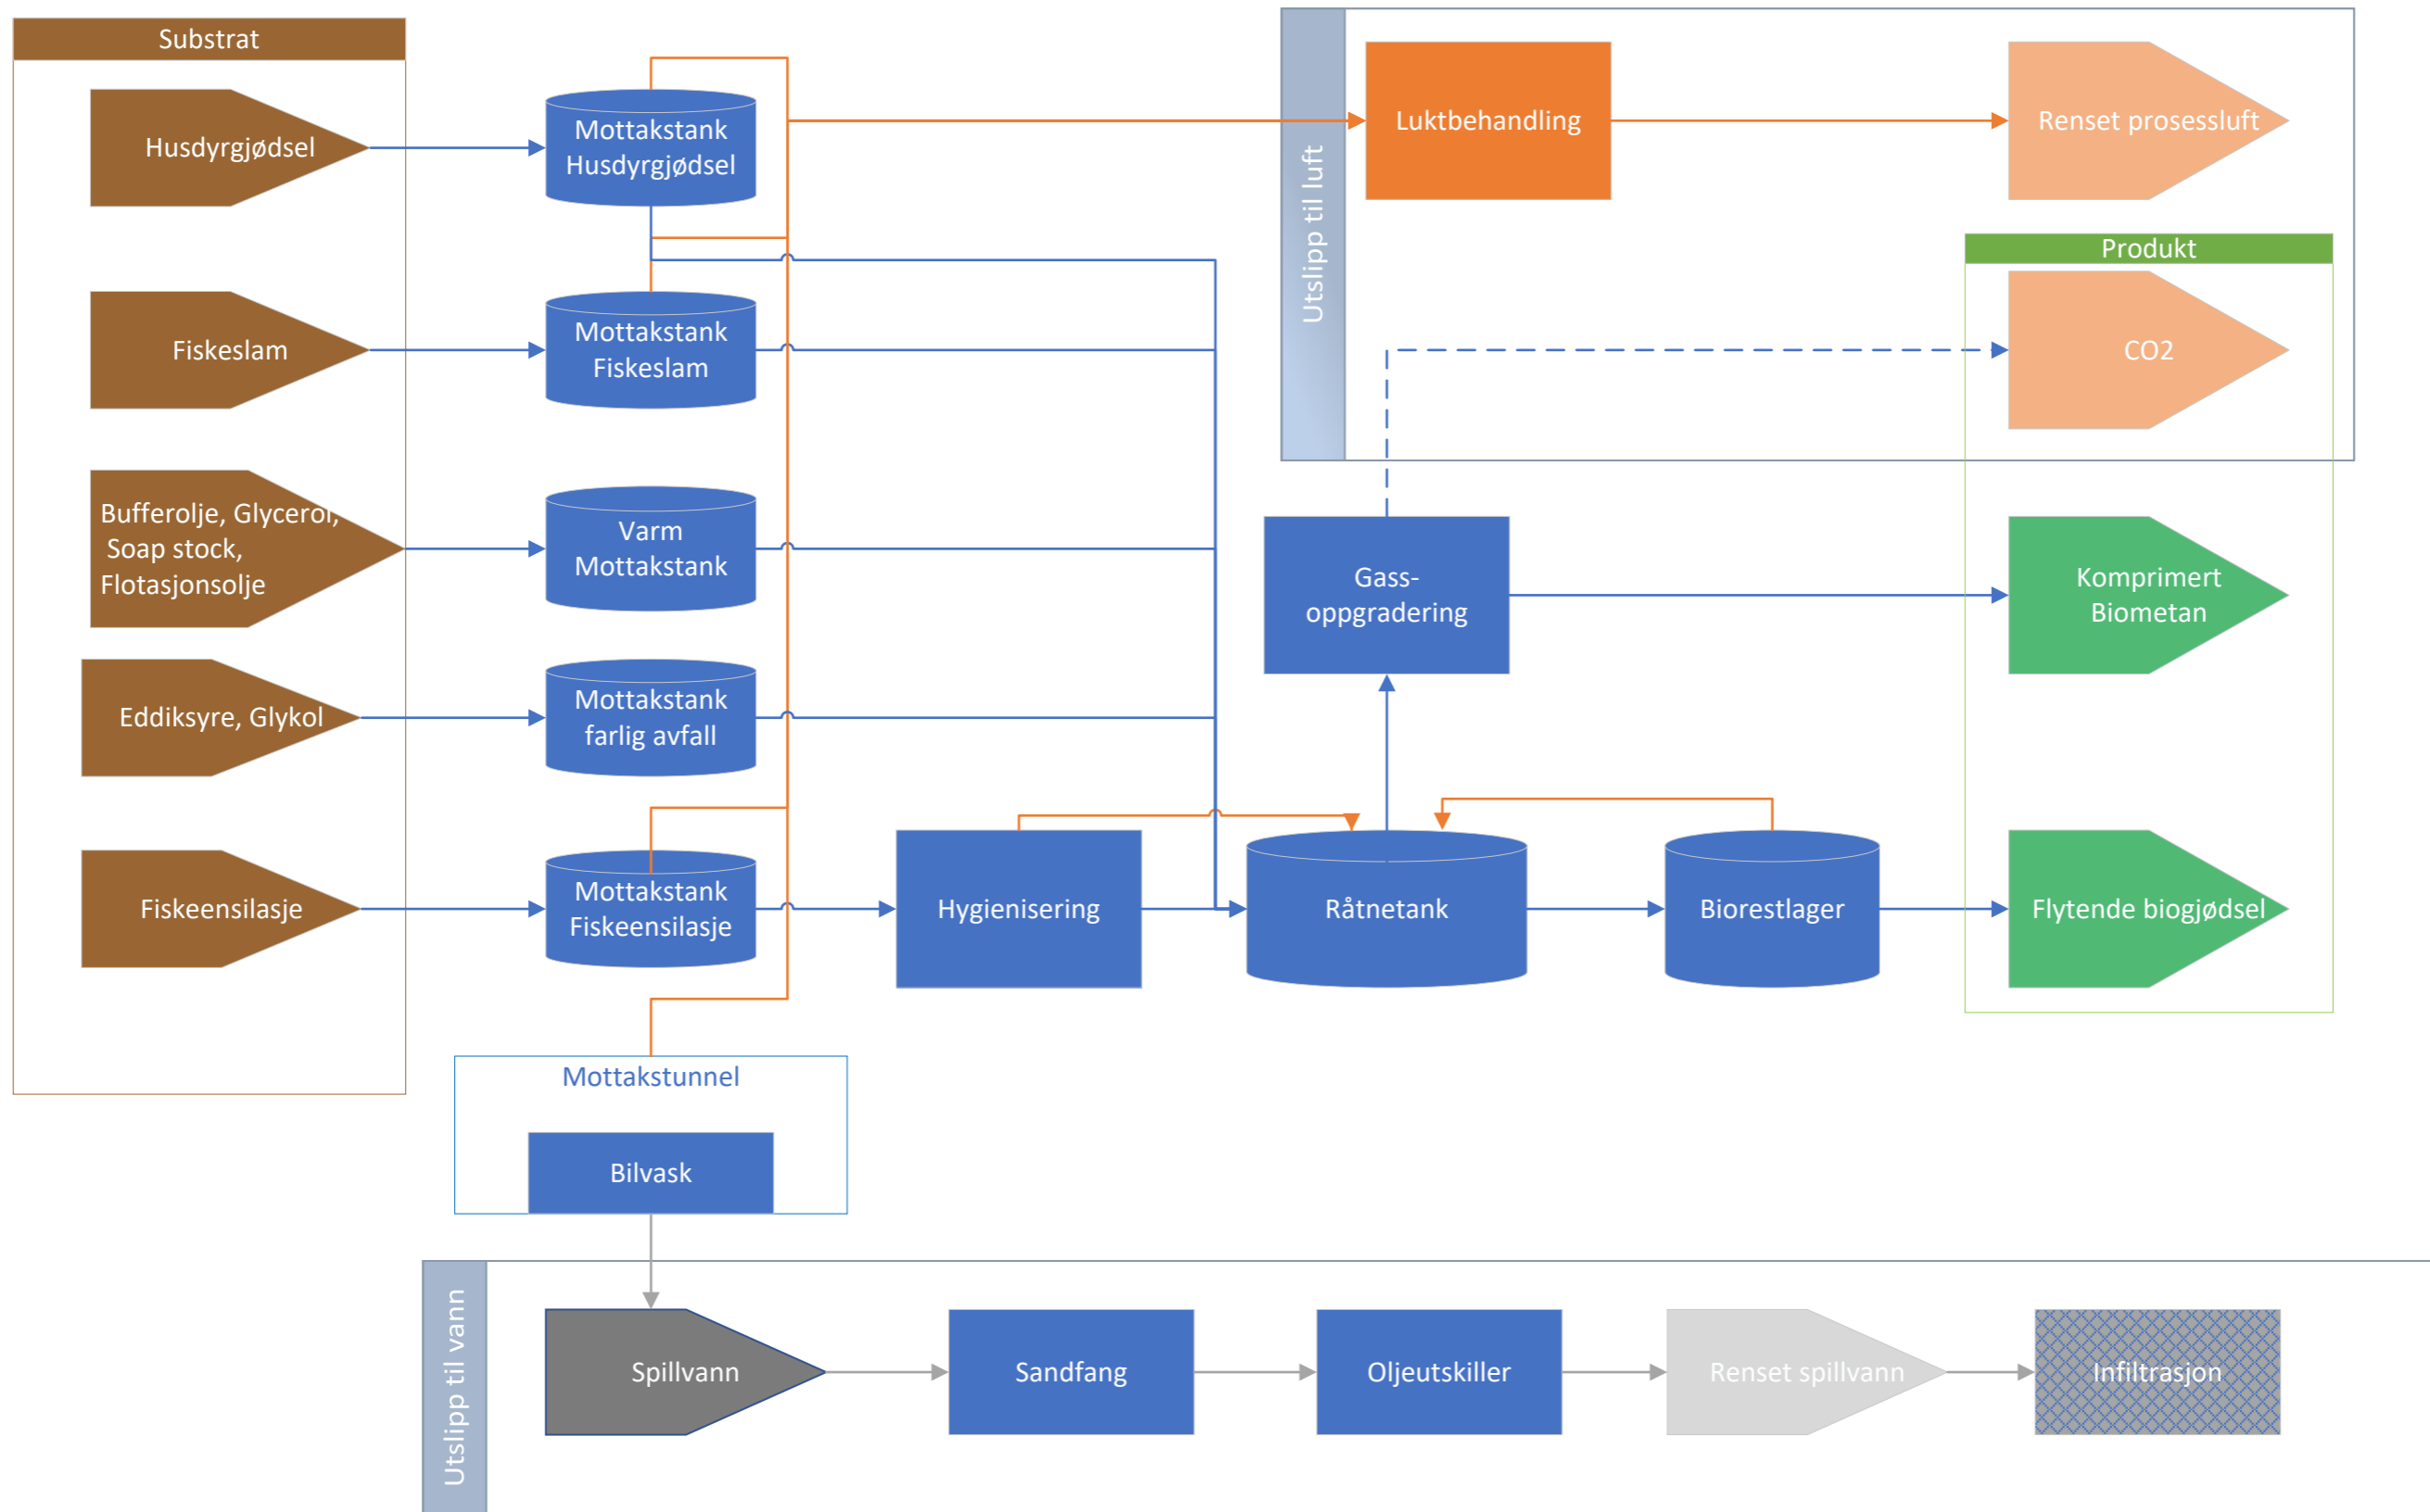 Substrat
Husdyrgjødsel
Mottakstank
Husdyrgjødsel
Fiskeslam
Mottakstank
Fiskeslam
Bufferolje, Glycerol,
Soap stock,
Flotasjonsolje
Varm
Mottakstank
Eddiksyre, Glykol
Mottakstank
farlig avfall
Fiskeensilasje
Mottakstank
Fiskeensilasje
Hygienisering
Råtnetank
Biorestlager
Flytende biogjødsel
Gass-
oppgradering
Komprimert
Biometan
Utslipp til luft
Luktbehandling
Renset prosessluft
Produkt
CO2
Mottakstunnel
Bilvask
Utslipp til vann
Spillvann
Sandfang
Oljeutskiller
Renset spillvann
Infiltrasjon